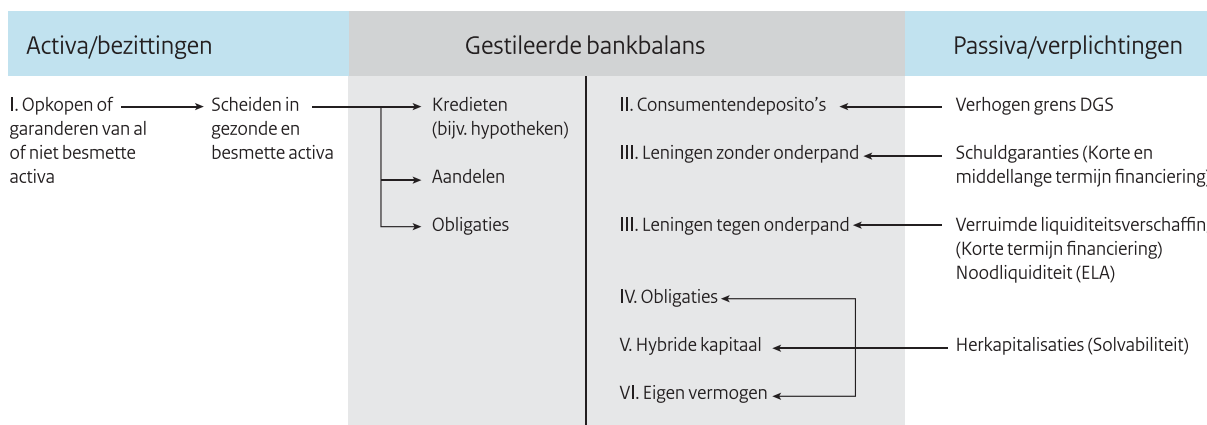 Activa/bezittingen
Gestileerde bankbalans
Passiva/verplichtingen
I. Opkopen of
garanderen van al
of niet besmette
activa
Scheiden in
gezonde en
besmette activa
Kredieten
(bijv. hypotheken)
Aandelen
Obligaties
II. Consumentendeposito’s
III. Leningen zonder onderpand
III. Leningen tegen onderpand
IV. Obligaties
V. Hybride kapitaal
VI. Eigen vermogen
Verhogen grens DGS
Schuldgaranties (Korte en
middellange termijn financiering)
Verruimde liquiditeitsverschaffin
(Korte termijn financiering)
Noodliquiditeit (ELA)
Herkapitalisaties (Solvabiliteit)